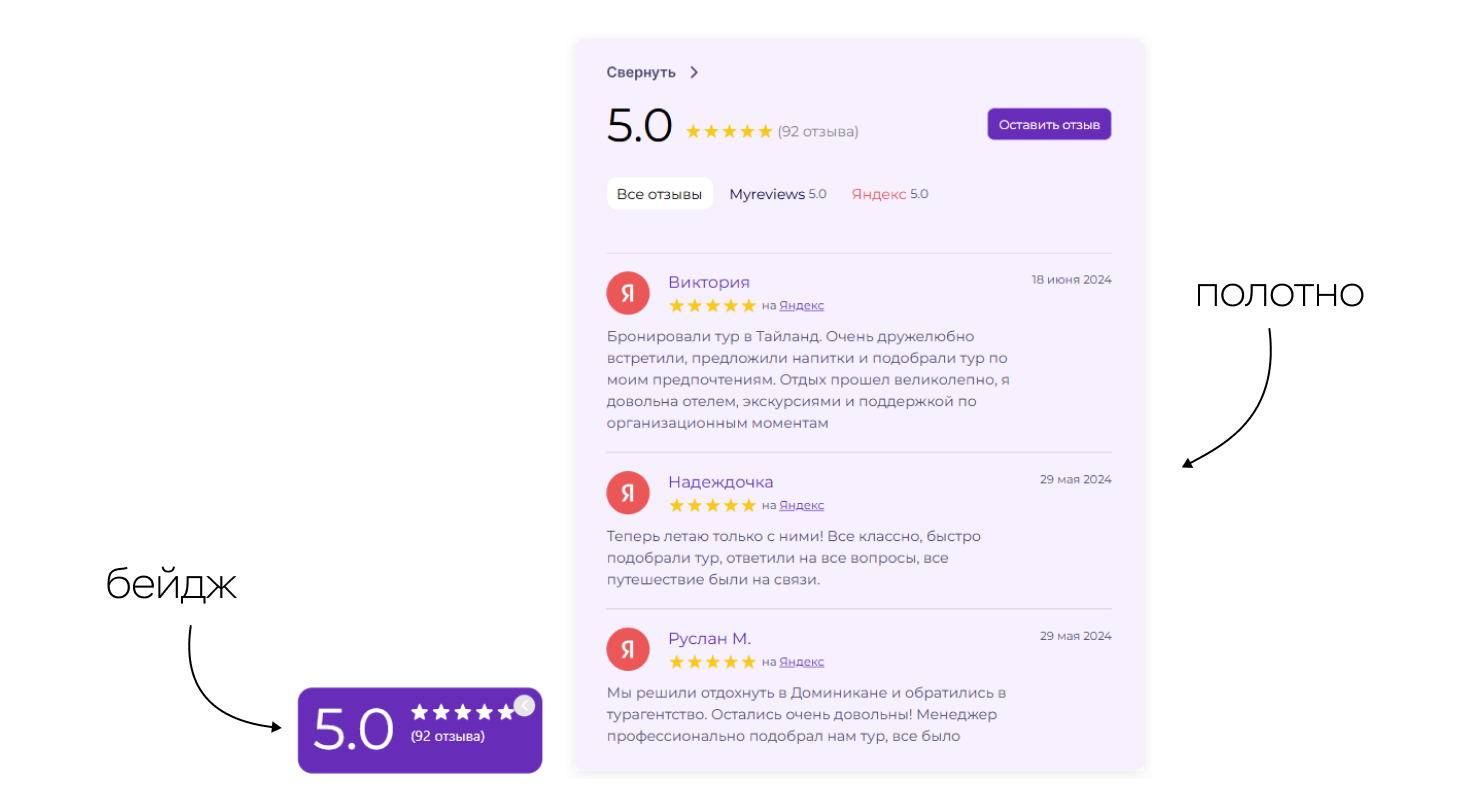 Свернуть
5.0 (92 отзыва)
Оставить отзыв
Все отзывы Myreviews 5.0 Яндекс 5.0
Я
Виктория
18 июня 2024
на Яндекс
Бронировали тур в Тайланд. Очень дружелюбно
встретили, предложили напитки и подобрали тур по
моим предпочтениям. Отдых прошел великолепно, я
довольна отелем, экскурсиями и поддержкой по
организационным моментам
Я
Надеждочка
29 мая 2024
на Яндекс
Теперь летаю только с ними! Все классно, быстро
подобрали тур, ответили на все вопросы, все
путешествие были на связи.
Я
Руслан М.
29 мая 2024
на Яндекс
Мы решили отдохнуть в Доминикане и обратились в
турагентство. Остались очень довольны! Менеджер
профессионально подобрал нам тур, все было
полотно
бейдж
5.0
(92 отзыва)